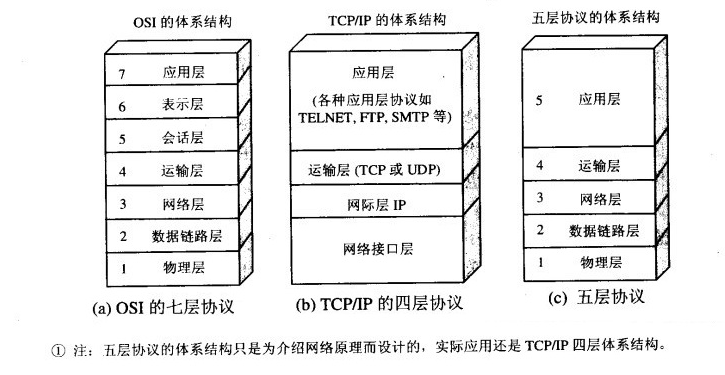 OSI 的体系结构
7 应用层
6 表示层
5 会话层
4 运输层
3 网络层
2 数据链路层
1 物理层
(a) OSI 的七层协议
TCP/IP 的体系结构
应用层
(各种应用层协议如
TELNET, FTP, SMTP 等)
运输层 (TCP 或 UDP)
网际层 IP
网络接口层
(b) TCP/IP 的四层协议
五层协议的体系结构
5 应用层
4 运输层
3 网络层
2 数据链路层
1 物理层
(c) 五层协议
① 注：五层协议的体系结构只是为介绍网络原理而设计的，实际应用还是 TCP/IP 四层体系结构。